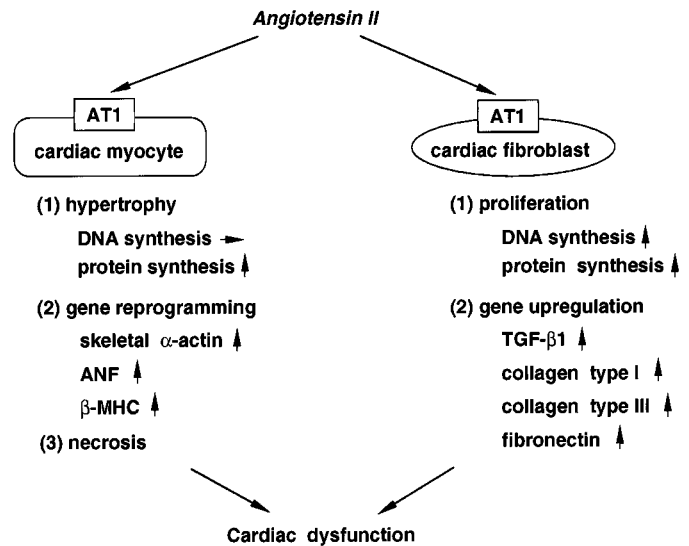 Angiotensin II
AT1
cardiac myocyte
(1) hypertrophy
DNA synthesis →
protein synthesis ↑
(2) gene reprogramming
skeletal α-actin ↑
ANF ↑
β-MHC ↑
(3) necrosis
AT1
cardiac fibroblast
(1) proliferation
DNA synthesis ↑
protein synthesis ↑
(2) gene upregulation
TGF-β1 ↑
collagen type I ↑
collagen type III ↑
fibronectin ↑
Cardiac dysfunction